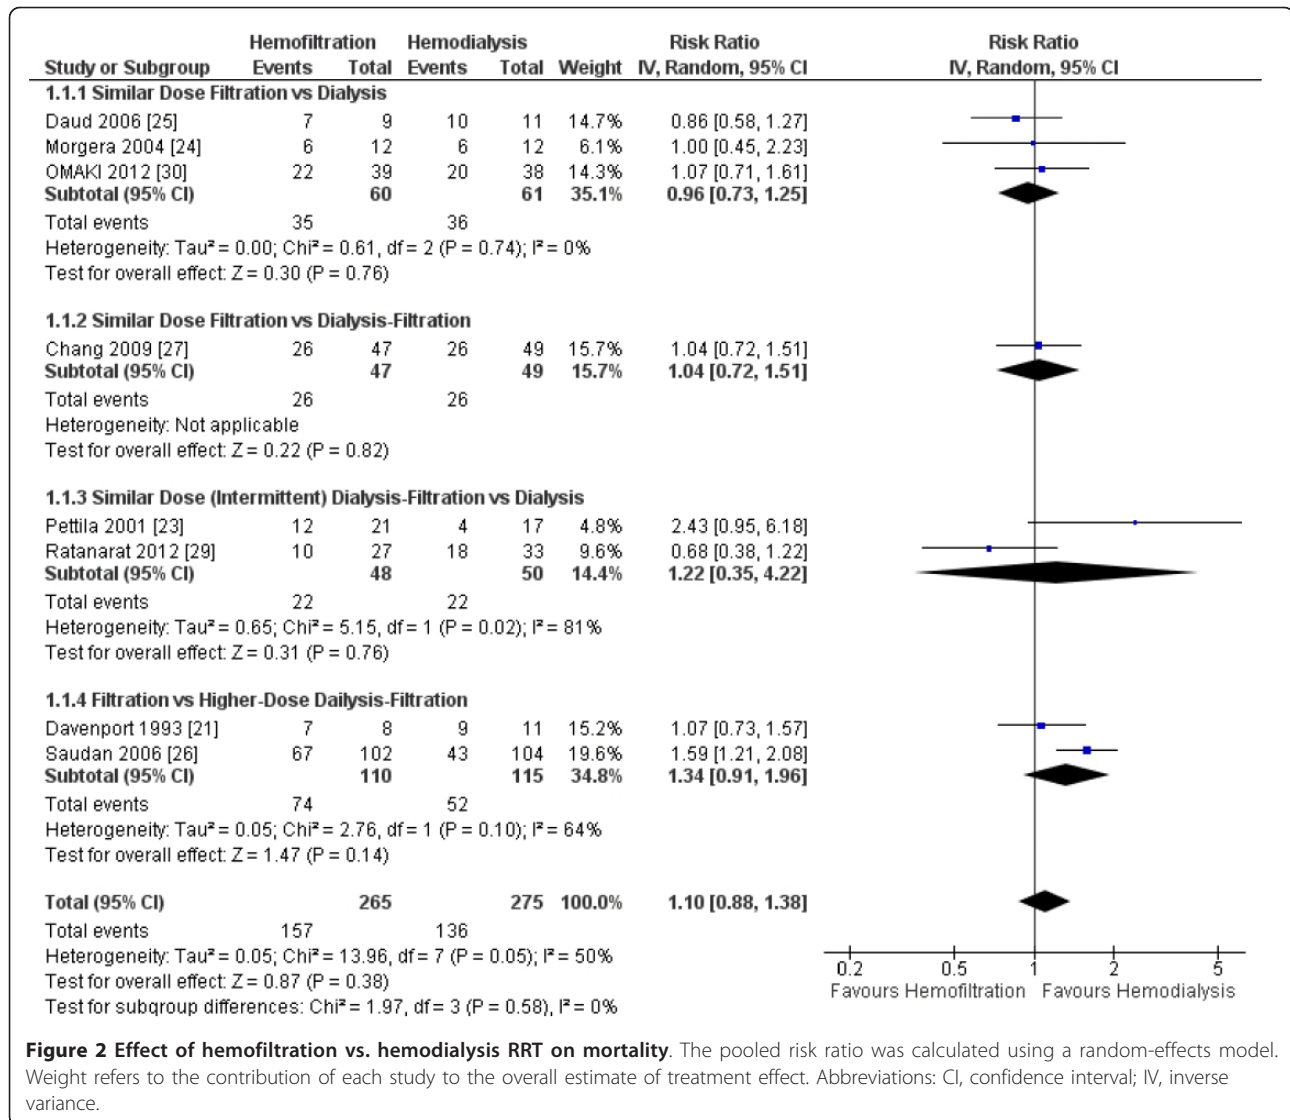 Hemofiltration Hemodialysis Risk Ratio Risk Ratio
Study or Subgroup Events Total Events Total Weight IV, Random, 95% CI IV, Random, 95% CI
1.1.1 Similar Dose Filtration vs Dialysis
Daud 2006 [25] 7 9 10 11 14.7% 0.86 [0.58, 1.27]
Morgera 2004 [24] 6 12 6 12 6.1% 1.00 [0.45, 2.23]
OMAKI 2012 [30] 22 39 20 38 14.3% 1.07 [0.71, 1.61]
Subtotal (95% CI) 60 61 35.1% 0.96 [0.73, 1.25]
Total events 35 36
Heterogeneity: Tau² = 0.00; Chi² = 0.61, df = 2 (P = 0.74); I² = 0%
Test for overall effect: Z = 0.30 (P = 0.76)
1.1.2 Similar Dose Filtration vs Dialysis-Filtration
Chang 2009 [27] 26 47 26 49 15.7% 1.04 [0.72, 1.51]
Subtotal (95% CI) 47 49 15.7% 1.04 [0.72, 1.51]
Total events 26 26
Heterogeneity: Not applicable
Test for overall effect: Z = 0.22 (P = 0.82)
1.1.3 Similar Dose (Intermittent) Dialysis-Filtration vs Dialysis
Pettila 2001 [23] 12 21 4 17 4.8% 2.43 [0.95, 6.18]
Ratanarat 2012 [29] 10 27 18 33 9.6% 0.68 [0.38, 1.22]
Subtotal (95% CI) 48 50 14.4% 1.22 [0.35, 4.22]
Total events 22 22
Heterogeneity: Tau² = 0.65; Chi² = 5.15, df = 1 (P = 0.02); I² = 81%
Test for overall effect: Z = 0.31 (P = 0.76)
1.1.4 Filtration vs Higher-Dose Dailysis-Filtration
Davenport 1993 [21] 7 8 9 11 15.2% 1.07 [0.73, 1.57]
Saudan 2006 [26] 67 102 43 104 19.6% 1.59 [1.21, 2.08]
Subtotal (95% CI) 110 115 34.8% 1.34 [0.91, 1.96]
Total events 74 52
Heterogeneity: Tau² = 0.05; Chi² = 2.76, df = 1 (P = 0.10); I² = 64%
Test for overall effect: Z = 1.47 (P = 0.14)
Total (95% CI) 265 275 100.0% 1.10 [0.88, 1.38]
Total events 157 136
Heterogeneity: Tau² = 0.05; Chi² = 13.96, df = 7 (P = 0.05); I² = 50%
Test for overall effect: Z = 0.87 (P = 0.38)
Test for subgroup differences: Chi² = 1.97, df = 3 (P = 0.58), I² = 0%
0.2 0.5 1 2 5
Favours Hemofiltration Favours Hemodialysis
Figure 2 Effect of hemofiltration vs. hemodialysis RRT on mortality. The pooled risk ratio was calculated using a random-effects model.
Weight refers to the contribution of each study to the overall estimate of treatment effect. Abbreviations: CI, confidence interval; IV, inverse
variance.